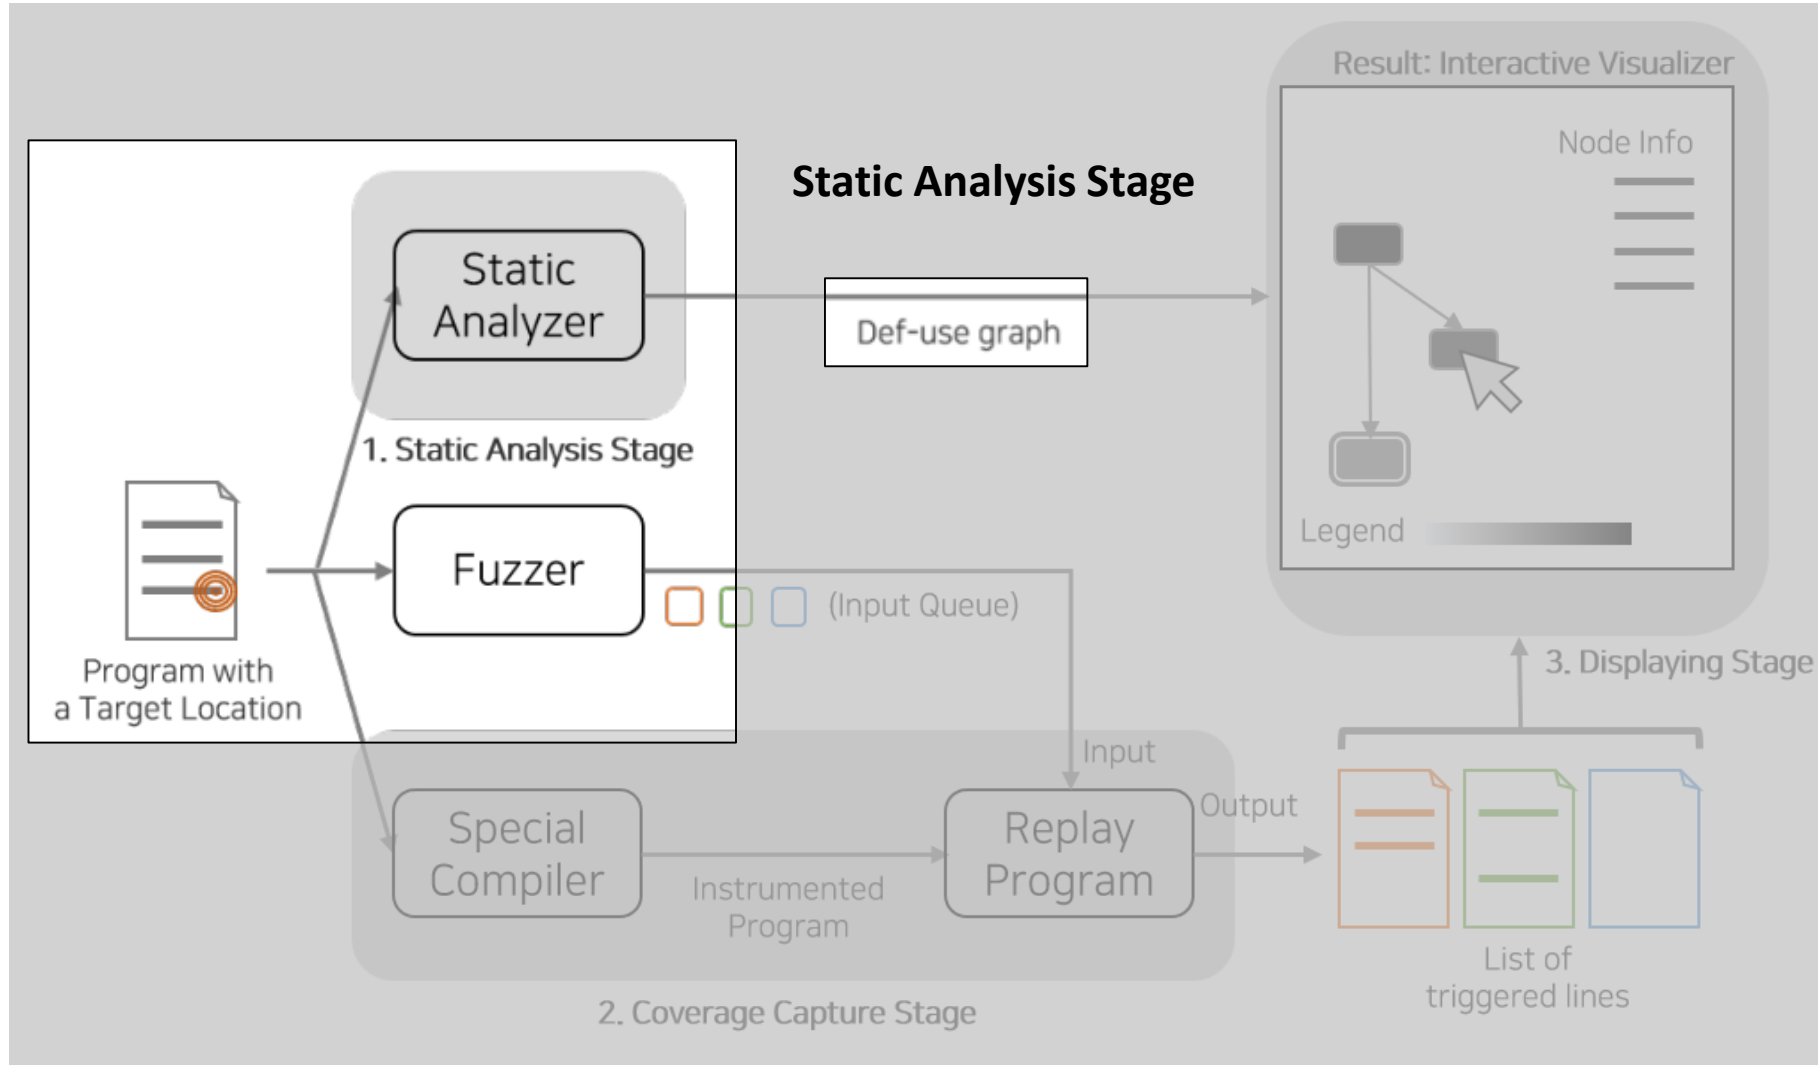 Result: Interactive Visualizer
Node Info
Static Analysis Stage
Static
Analyzer
Def-use graph
1. Static Analysis Stage
Legend
Fuzzer
(Input Queue)
Program with
a Target Location
3. Displaying Stage
Input
Special
Compiler
Instrumented
Program
Replay
Program
Output
List of
triggered lines
2. Coverage Capture Stage